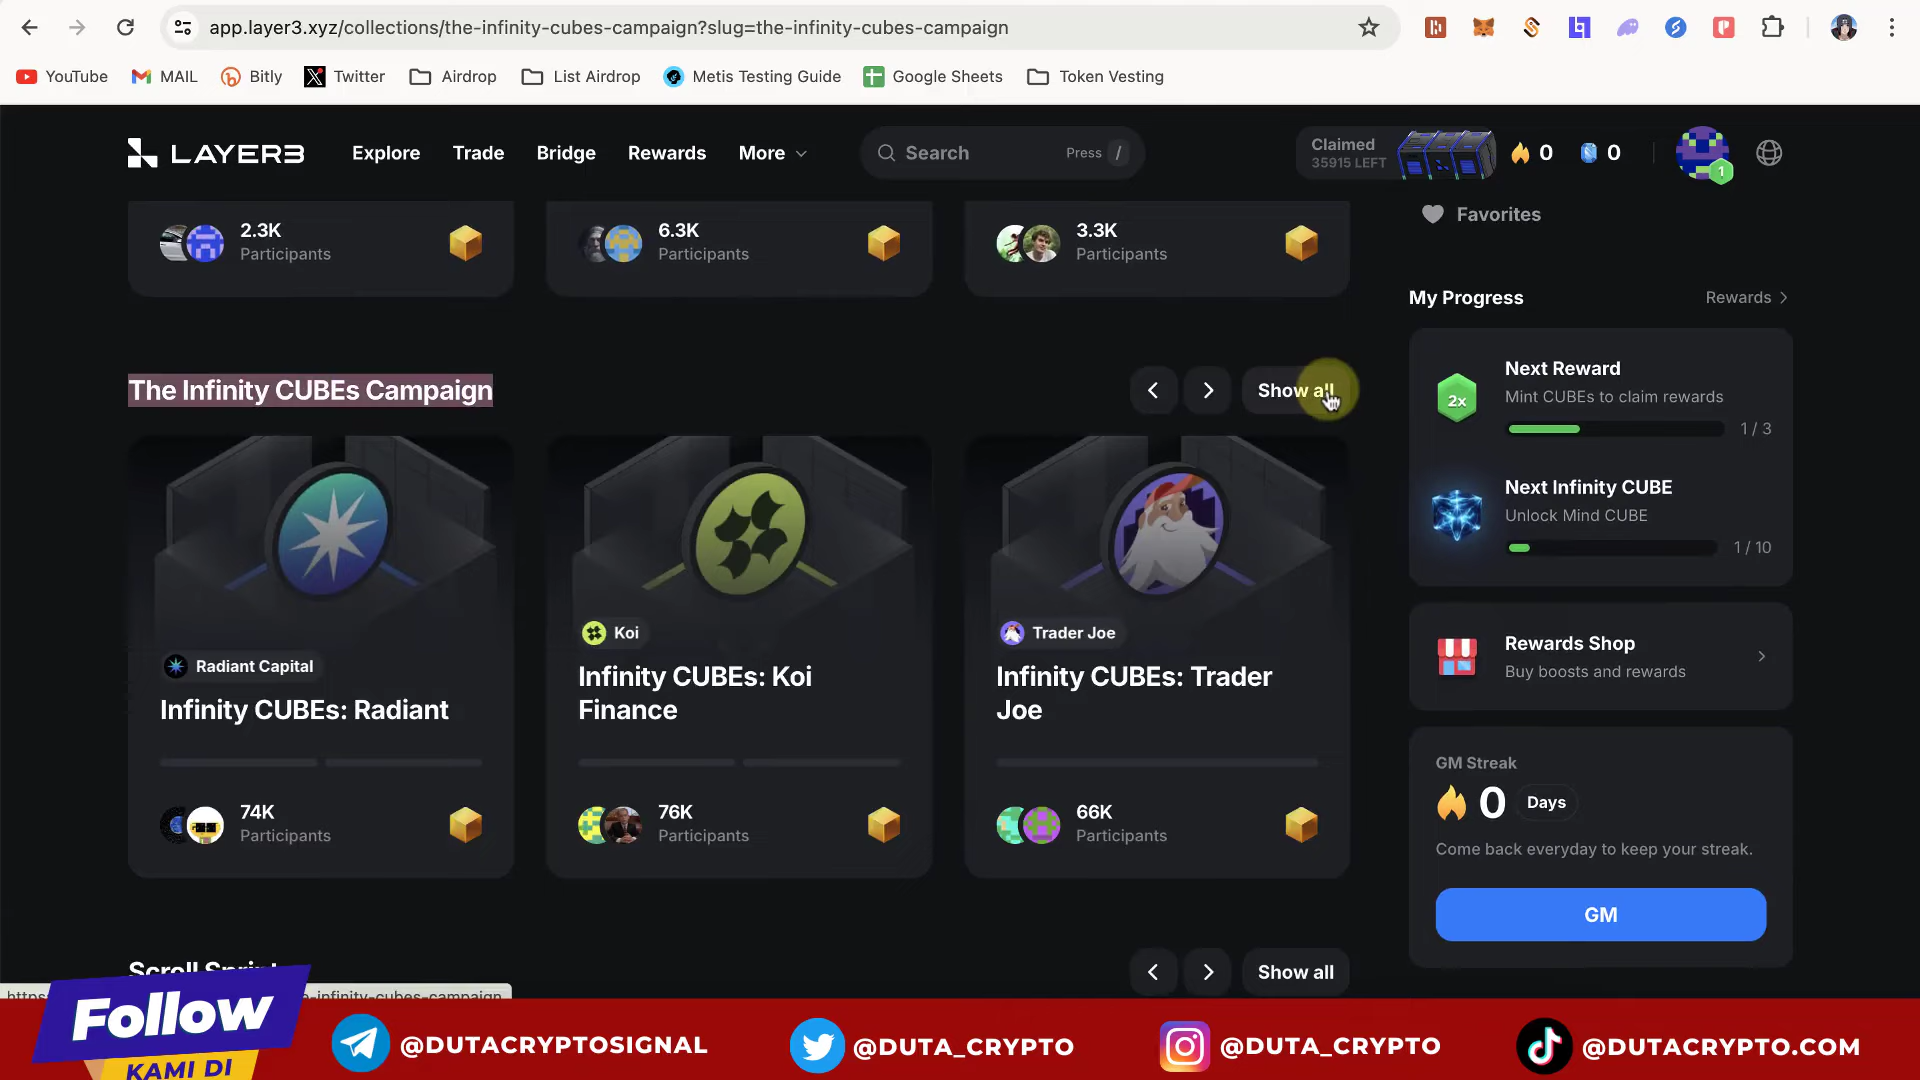 app.layer3.xyz/collections/the-infinity-cubes-campaign?slug=the-infinity-cubes-campaign
YouTube
MAIL
Bitly
Twitter
Airdrop
List Airdrop
Metis Testing Guide
Google Sheets
Token Vesting
LAYER3
Explore
Trade
Bridge
Rewards
More
Search
Press /
Claimed
35915 LEFT
0
0
1
2.3K
Participants
6.3K
Participants
3.3K
Participants
Favorites
My Progress
Rewards
The Infinity CUBEs Campaign
Show all
Next Reward
Mint CUBEs to claim rewards
2x
1 / 3
Next Infinity CUBE
Unlock Mind CUBE
1 / 10
Radiant Capital
Infinity CUBEs: Radiant
74K
Participants
Koi
Infinity CUBEs: Koi
Finance
76K
Participants
Trader Joe
Infinity CUBEs: Trader
Joe
66K
Participants
Rewards Shop
Buy boosts and rewards
GM Streak
0 Days
Come back everyday to keep your streak.
GM
Scroll Sprint
Show all
-infinity-cubes-campaign
Follow
KAMI DI
@DUTACRYPTOSIGNAL
@DUTA_CRYPTO
@DUTA_CRYPTO
@DUTACRYPTO.COM